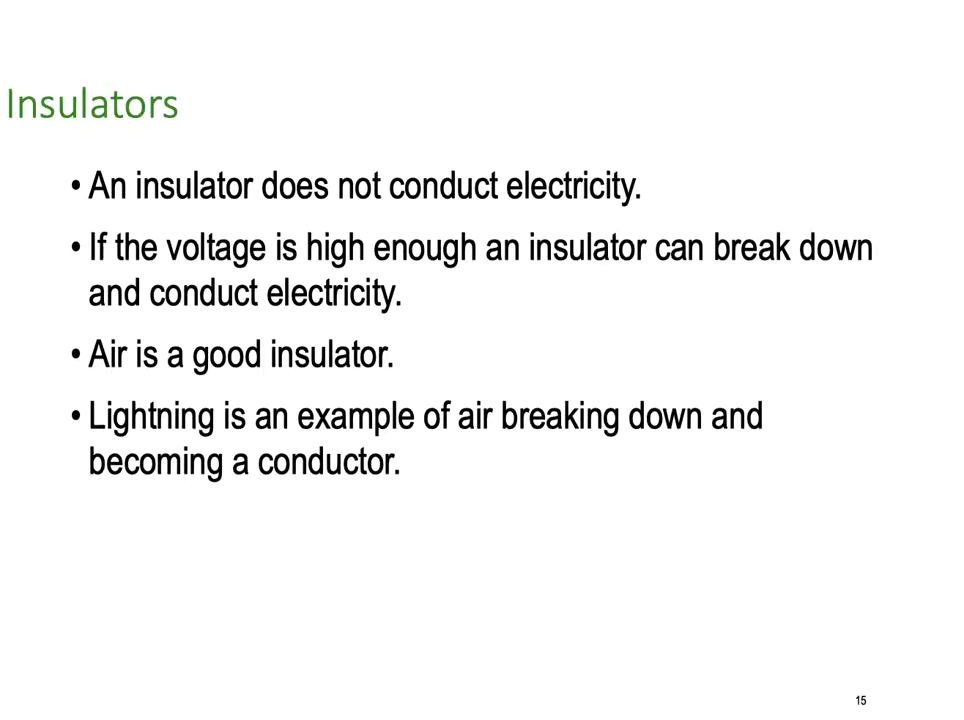 Insulators
• An insulator does not conduct electricity.
• If the voltage is high enough an insulator can break down
and conduct electricity.
• Air is a good insulator.
• Lightning is an example of air breaking down and
becoming a conductor.
15